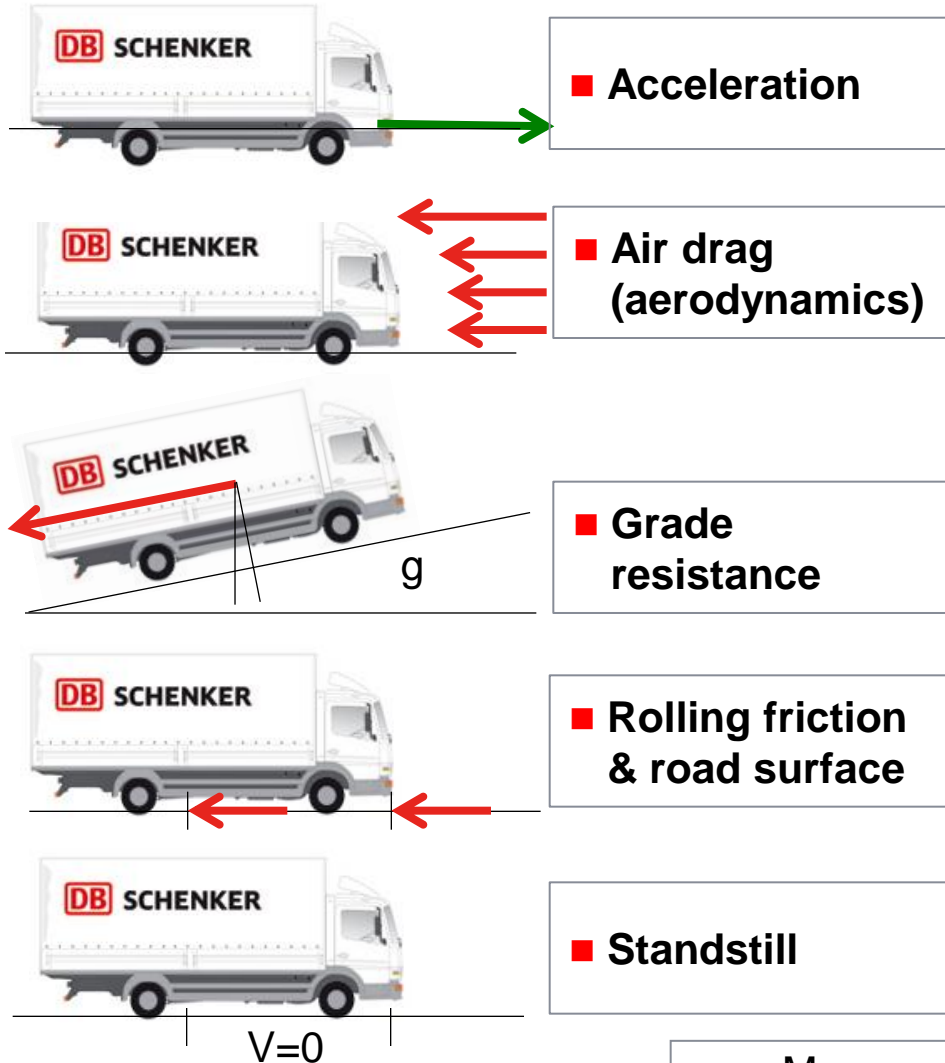 DB SCHENKER
■ Acceleration
DB SCHENKER
■ Air drag
(aerodynamics)
DB SCHENKER
g
■ Grade
resistance
DB SCHENKER
■ Rolling friction
& road surface
DB SCHENKER
■ Standstill
V=0